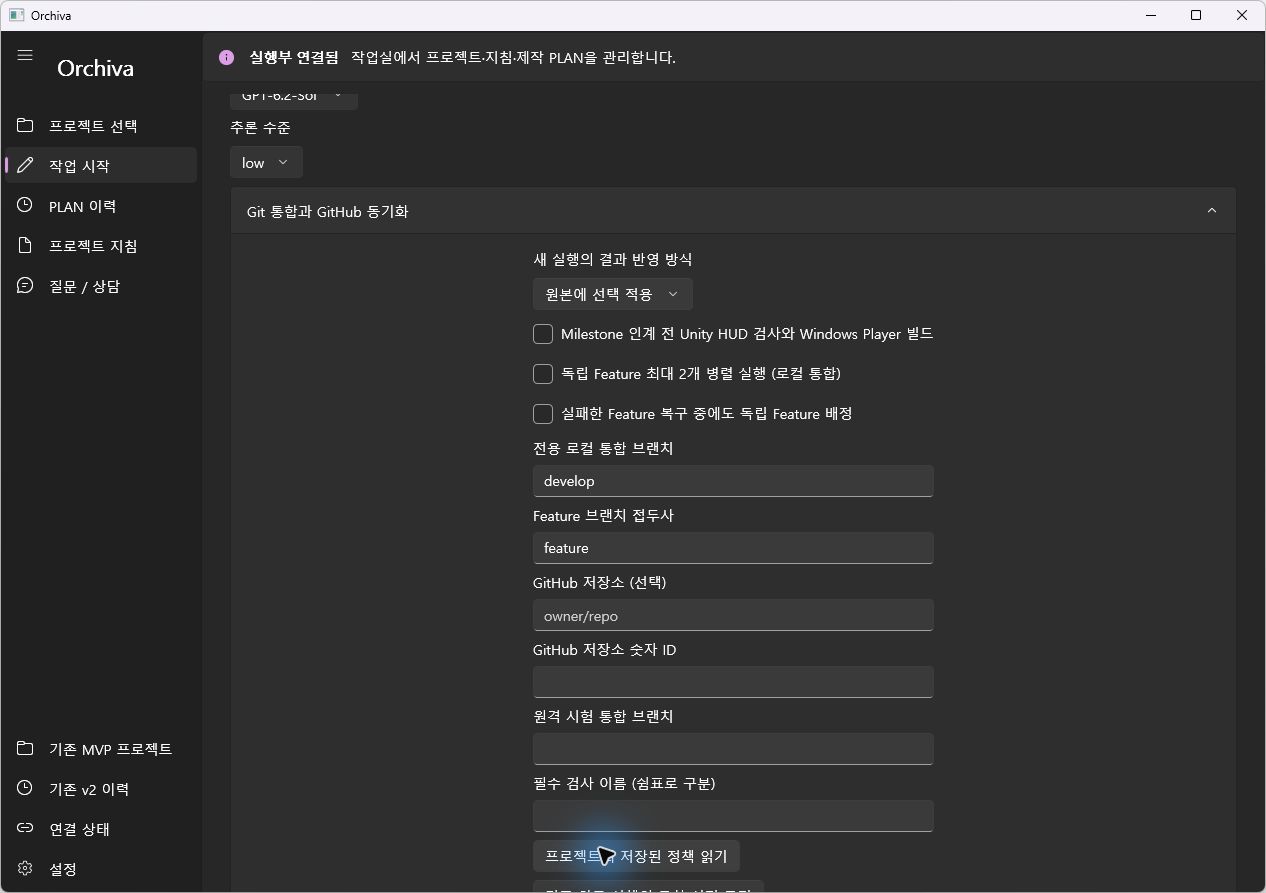 Orchiva
Orchiva
실행부 연결됨 작업실에서 프로젝트·지침·제작 PLAN을 관리합니다.
프로젝트 선택
작업 시작
PLAN 이력
프로젝트 지침
질문 / 상담
기존 MVP 프로젝트
기존 v2 이력
연결 상태
설정
GPT-6.2-Sol
추론 수준
low
Git 통합과 GitHub 동기화
새 실행의 결과 반영 방식
원본에 선택 적용
Milestone 인계 전 Unity HUD 검사와 Windows Player 빌드
독립 Feature 최대 2개 병렬 실행 (로컬 통합)
실패한 Feature 복구 중에도 독립 Feature 배정
전용 로컬 통합 브랜치
develop
Feature 브랜치 접두사
feature
GitHub 저장소 (선택)
owner/repo
GitHub 저장소 숫자 ID
원격 시험 통합 브랜치
필수 검사 이름 (쉼표로 구분)
프로젝트 저장된 정책 읽기